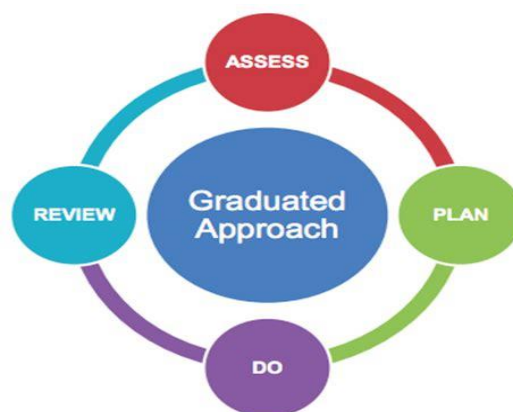 ASSESS
Graduated
Approach
REVIEW
PLAN
DO